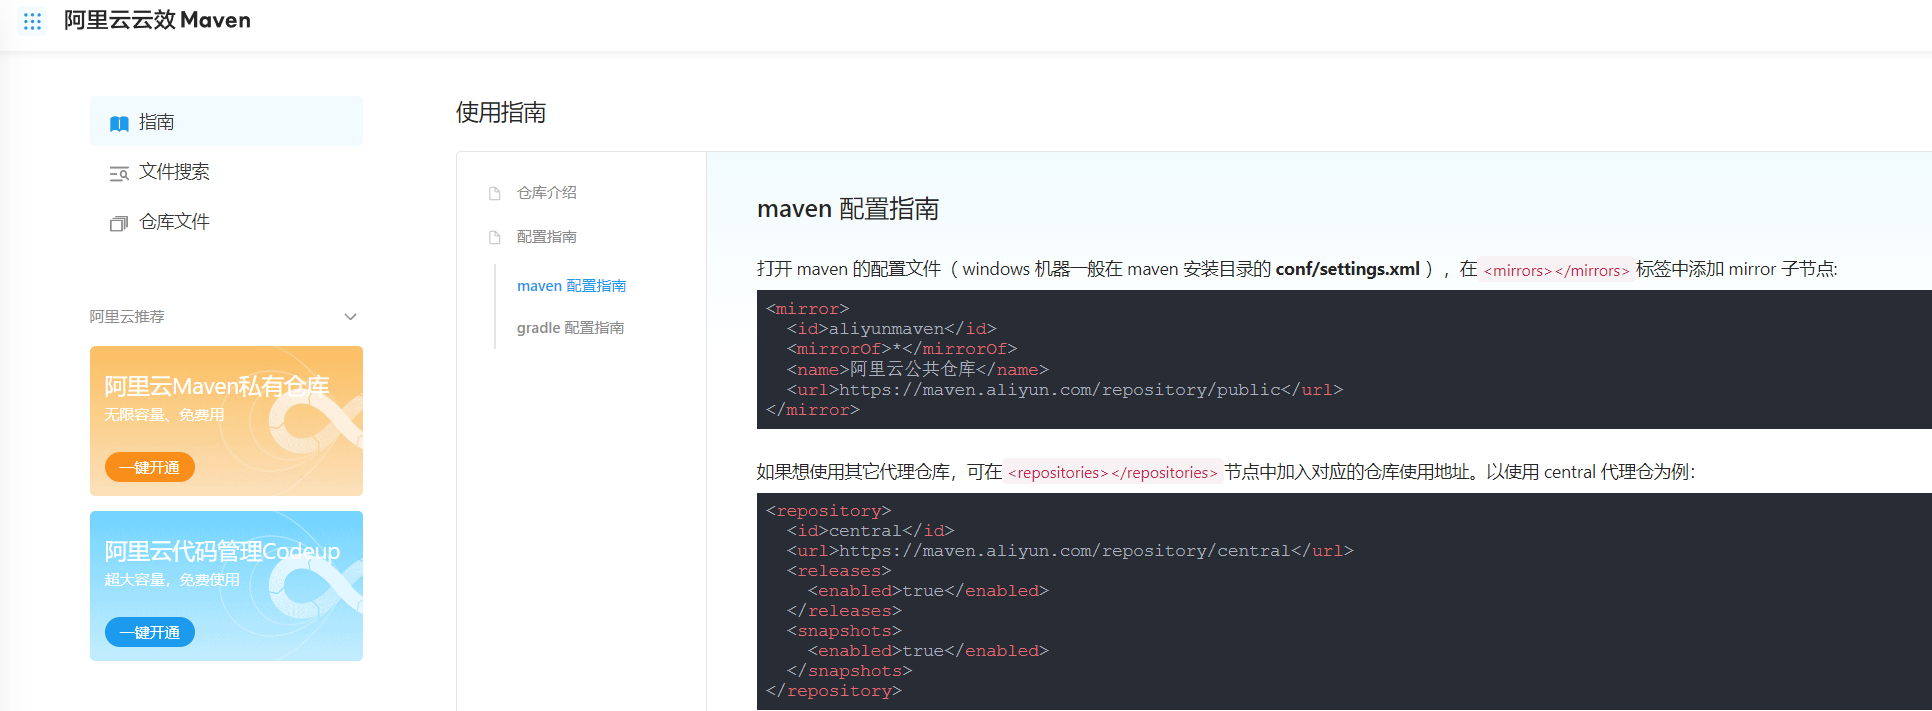 阿里云云效 Maven
指南
文件搜索
仓库文件
阿里云推荐
阿里云Maven私有仓库
无限容量、免费用
一键开通
阿里云代码管理Codeup
超大容量，免费使用
一键开通
使用指南
仓库介绍
配置指南
maven 配置指南
gradle 配置指南
maven 配置指南
打开 maven 的配置文件（ windows 机器一般在 maven 安装目录的 conf/settings.xml ），在 <mirrors></mirrors> 标签中添加 mirror 子节点:
<mirror>
  <id>aliyunmaven</id>
  <mirrorOf>*</mirrorOf>
  <name>阿里云公共仓库</name>
  <url>https://maven.aliyun.com/repository/public</url>
</mirror>
如果想使用其它代理仓库，可在 <repositories></repositories> 节点中加入对应的仓库使用地址。以使用 central 代理仓为例：
<repository>
  <id>central</id>
  <url>https://maven.aliyun.com/repository/central</url>
  <releases>
    <enabled>true</enabled>
  </releases>
  <snapshots>
    <enabled>true</enabled>
  </snapshots>
</repository>